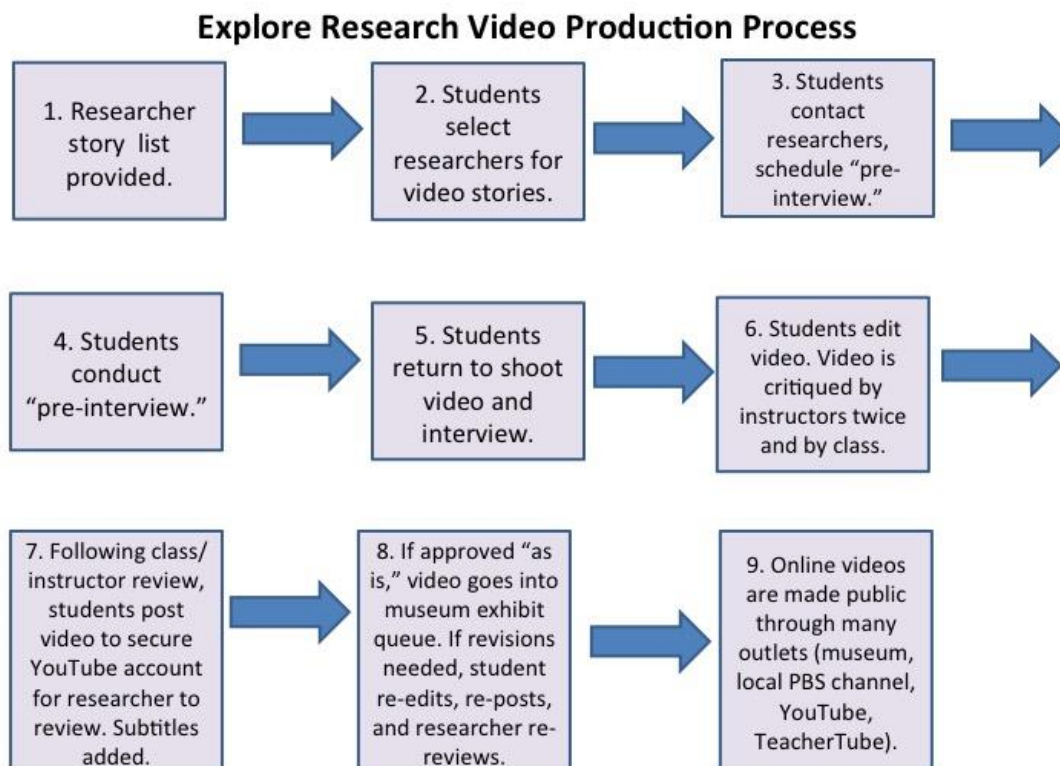 Explore Research Video Production Process
1. Researcher
story list
provided.
2. Students
select
researchers for
video stories.
3. Students
contact
researchers,
schedule “pre-
interview.”
4. Students
conduct
“pre-interview.”
5. Students
return to shoot
video and
interview.
6. Students edit
video. Video is
critiqued by
instructors twice
and by class.
7. Following class/
instructor review,
students post
video to secure
YouTube account
for researcher to
review. Subtitles
added.
8. If approved “as
is,” video goes into
museum exhibit
queue. If revisions
needed, student
re-edits, re-posts,
and researcher re-
reviews.
9. Online videos
are made public
through many
outlets (museum,
local PBS channel,
YouTube,
TeacherTube).